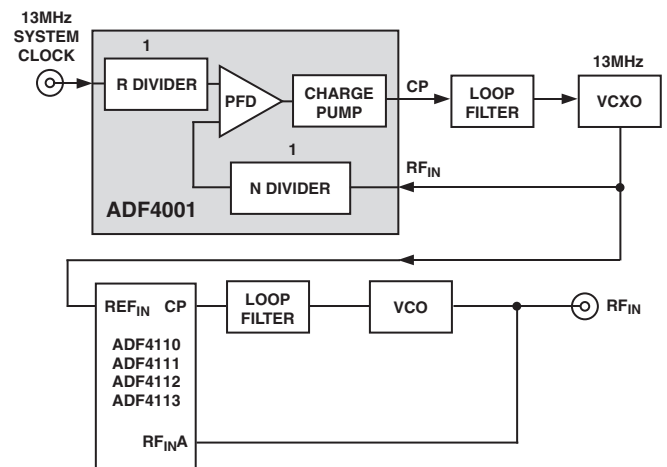 13MHz
SYSTEM
CLOCK
1
R DIVIDER
PFD
CHARGE
PUMP
CP
LOOP
FILTER
13MHz
VCXO
1
N DIVIDER
RFIN
ADF4001
REFIN CP
LOOP
FILTER
VCO
RFIN
ADF4110
ADF4111
ADF4112
ADF4113
RFINA